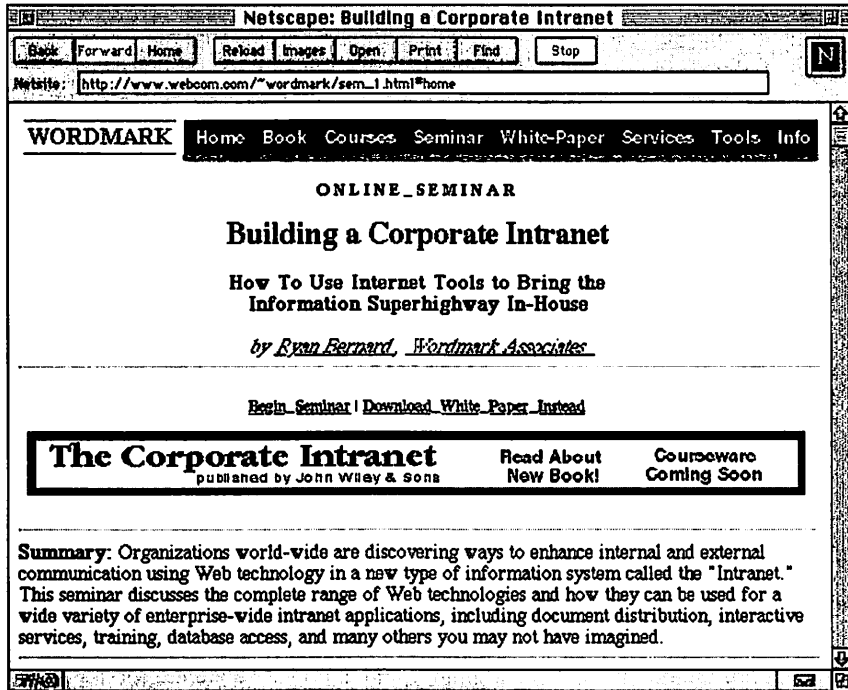 Netscape: Building a Corporate Intranet
Back Forward Home Reload Images Open Print Find Stop
N
Netsite: http://www.webcom.com/~wordmark/sem_1.html#home
WORDMARK Home Book Courses Seminar White-Paper Services Tools Info
ONLINE_SEMINAR
Building a Corporate Intranet
How To Use Internet Tools to Bring the
Information Superhighway In-House
by Ryan Bernard, Wordmark Associates
Begin Seminar | Download White Paper Instead
The Corporate Intranet
published by John Wiley & Sons
Read About
New Book!
Courseware
Coming Soon
Summary: Organizations world-wide are discovering ways to enhance internal and external
communication using Web technology in a new type of information system called the "Intranet."
This seminar discusses the complete range of Web technologies and how they can be used for a
wide variety of enterprise-wide intranet applications, including document distribution, interactive
services, training, database access, and many others you may not have imagined.